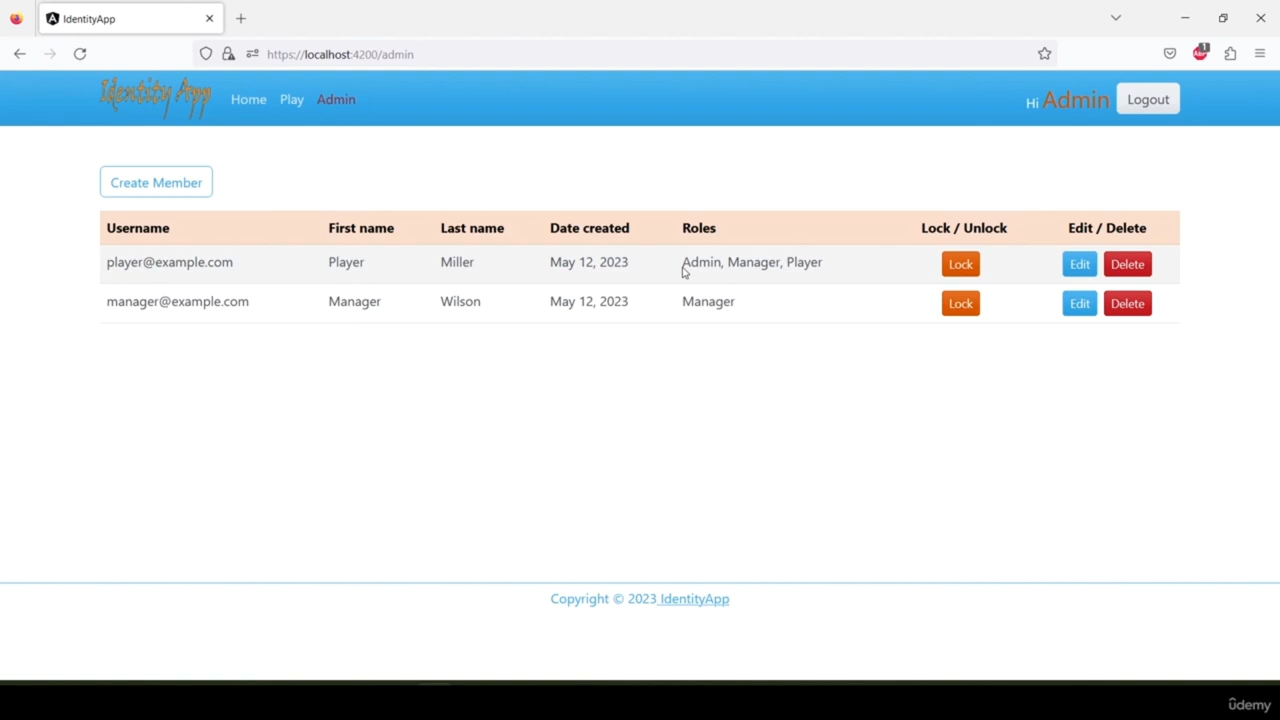 IdentityApp
https://localhost:4200/admin
1
Identity App Home Play Admin Hi Admin Logout
Create Member
Username First name Last name Date created Roles Lock / Unlock Edit / Delete
player@example.com Player Miller May 12, 2023 Admin, Manager, Player Lock Edit Delete
manager@example.com Manager Wilson May 12, 2023 Manager Lock Edit Delete
Copyright © 2023 IdentityApp
ûdemy